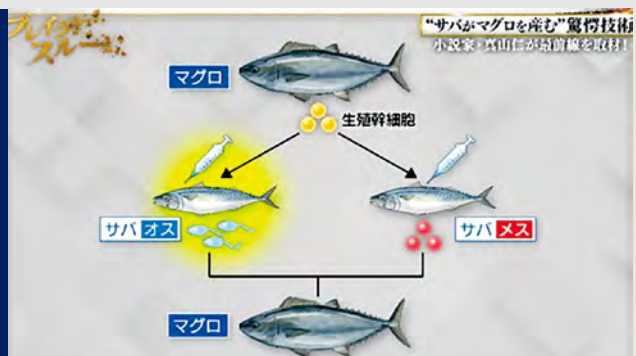 ブレイクスルー
“サバがマグロを産む”驚愕技術
小説家・真山仁が最前線を取材!
マグロ
生殖幹細胞
サバ オス
サバ メス
マグロ